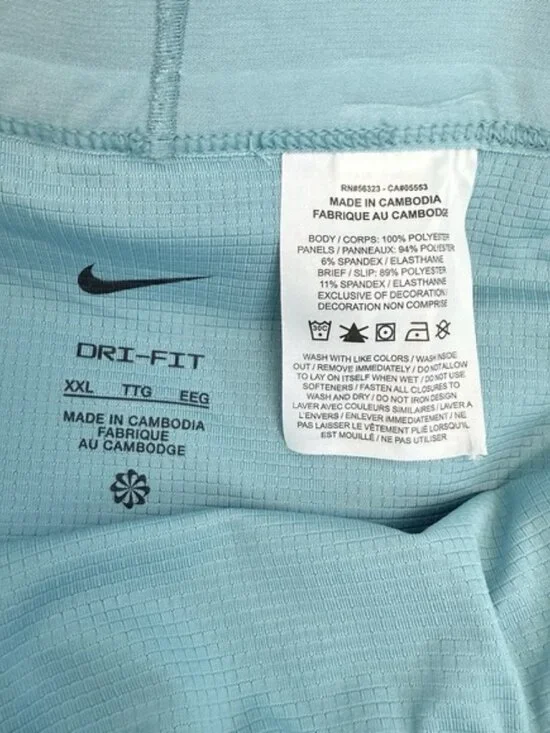 DRI-FIT
XXL TTG EEG
MADE IN CAMBODIA
FABRIQUE
AU CAMBODGE
RN#56323 - CA#05553
MADE IN CAMBODIA
FABRIQUE AU CAMBODGE
BODY / CORPS: 100% POLYESTER
PANELS / PANNEAUX: 94% POLYESTER
6% SPANDEX / ELASTHANNE
BRIEF / SLIP: 89% POLYESTER
11% SPANDEX / ELASTHANNE
EXCLUSIVE OF DECORATION
DECORATION NON COMPRISE
30C
WASH WITH LIKE COLORS / WASH INSIDE
OUT / REMOVE IMMEDIATELY / DO NOT ALLOW
TO LAY ON ITSELF WHEN WET / DO NOT USE
SOFTENERS / FASTEN ALL CLOSURES TO
WASH AND DRY / DO NOT IRON DESIGN
LAVER AVEC COULEURS SIMILAIRES / LAVER A
L'ENVERS / ENLEVER IMMEDIATEMENT / NE
PAS LAISSER LE VÊTEMENT PLIÉ LORSQU'IL
EST MOUILLÉ / NE PAS UTILISER